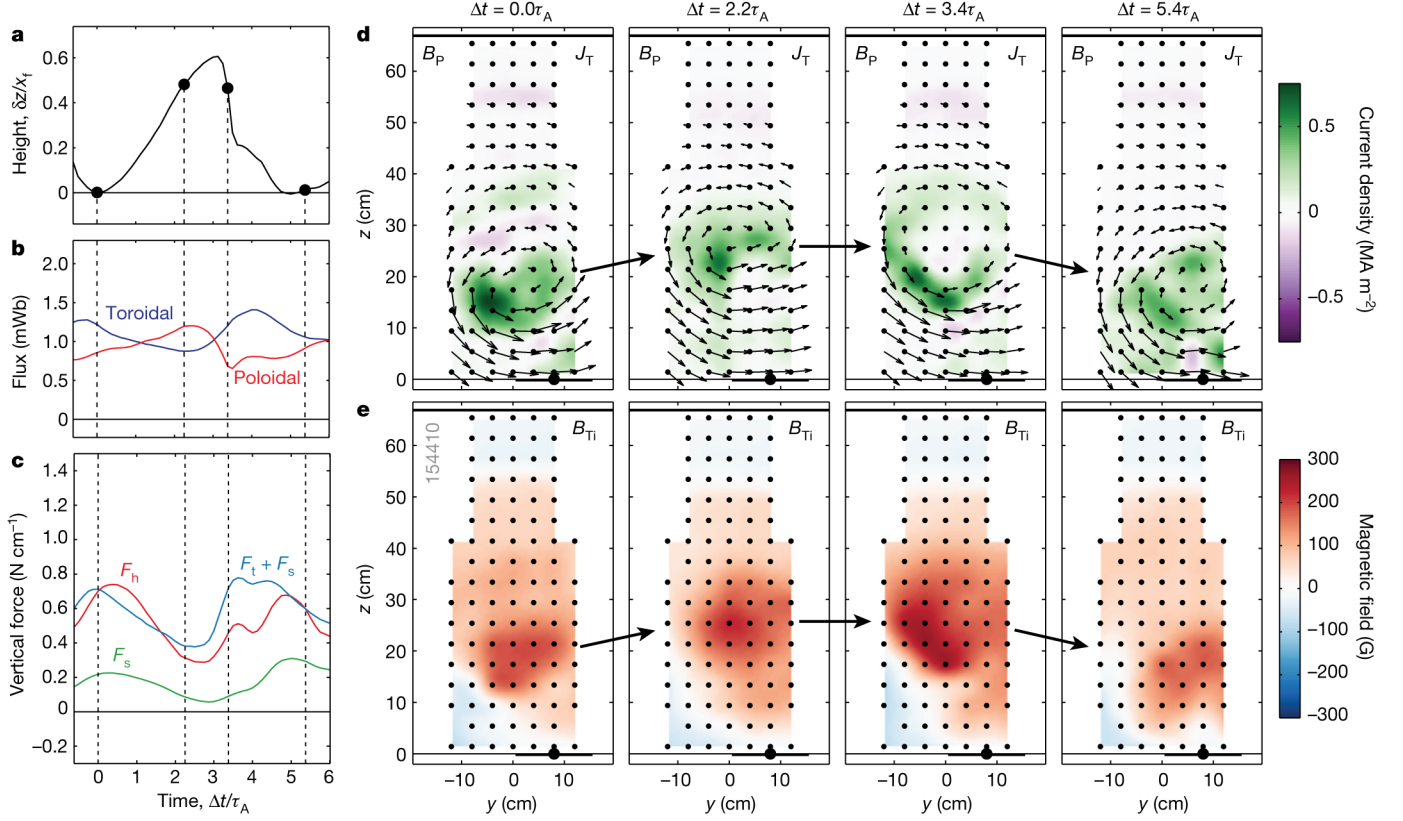 a
Height, δz/x_f
0.6
0.4
0.2
0
b
Flux (mWb)
2.0
1.5
1.0
0.5
0
Toroidal
Poloidal
c
Vertical force (N cm⁻¹)
1.4
1.2
1.0
0.8
0.6
0.4
0.2
0
−0.2
F_h
F_t + F_s
F_s
0 1 2 3 4 5 6
Time, Δt/τ_A
d
Δt = 0.0τ_A Δt = 2.2τ_A Δt = 3.4τ_A Δt = 5.4τ_A
B_P J_T B_P J_T B_P J_T B_P J_T
z (cm)
60
50
40
30
20
10
0
0.5
0
−0.5
Current density (MA m⁻²)
e
154410
B_Ti B_Ti B_Ti B_Ti
z (cm)
60
50
40
30
20
10
0
−10 0 10 −10 0 10 −10 0 10 −10 0 10
y (cm) y (cm) y (cm) y (cm)
300
200
100
0
−100
−200
−300
Magnetic field (G)